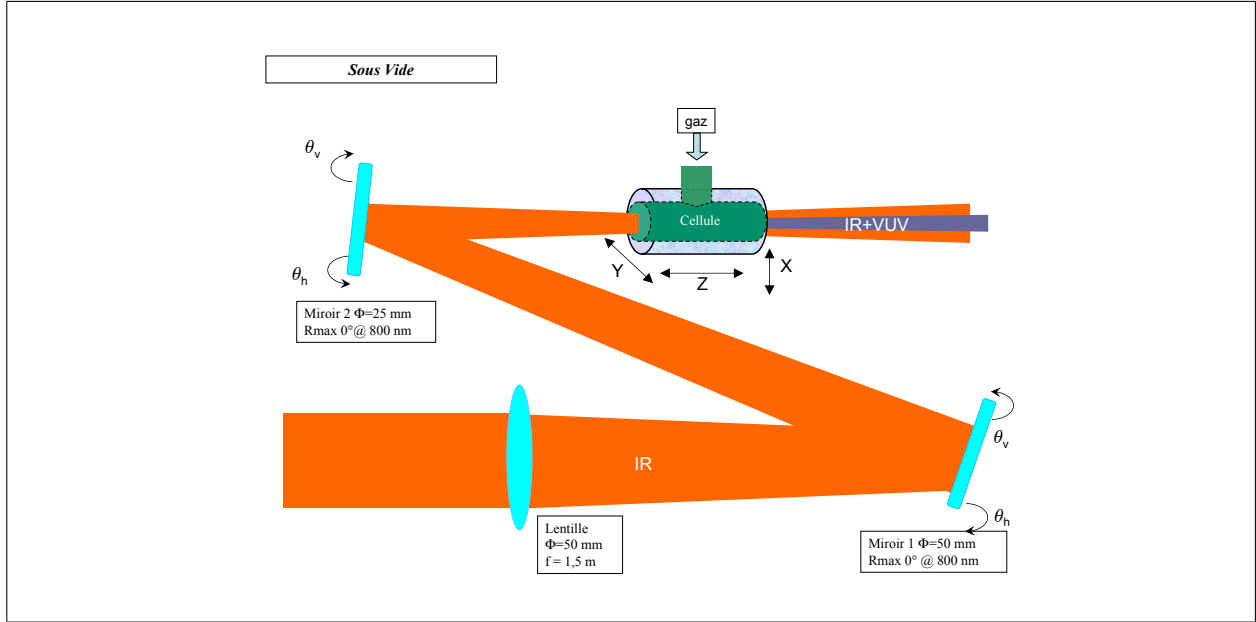 Sous Vide
gaz
θv
Cellule
IR+VUV
Y
Z
X
θh
Miroir 2 Φ=25 mm
Rmax 0°@ 800 nm
θv
IR
θh
Lentille
Φ=50 mm
f = 1,5 m
Miroir 1 Φ=50 mm
Rmax 0° @ 800 nm